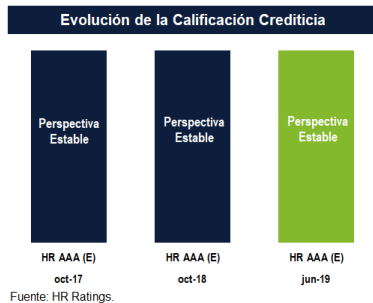 Evolución de la Calificación Crediticia
Perspectiva Estable
Perspectiva Estable
Perspectiva Estable
HR AAA (E) HR AAA (E) HR AAA (E)
oct-17 oct-18 jun-19
Fuente: HR Ratings.